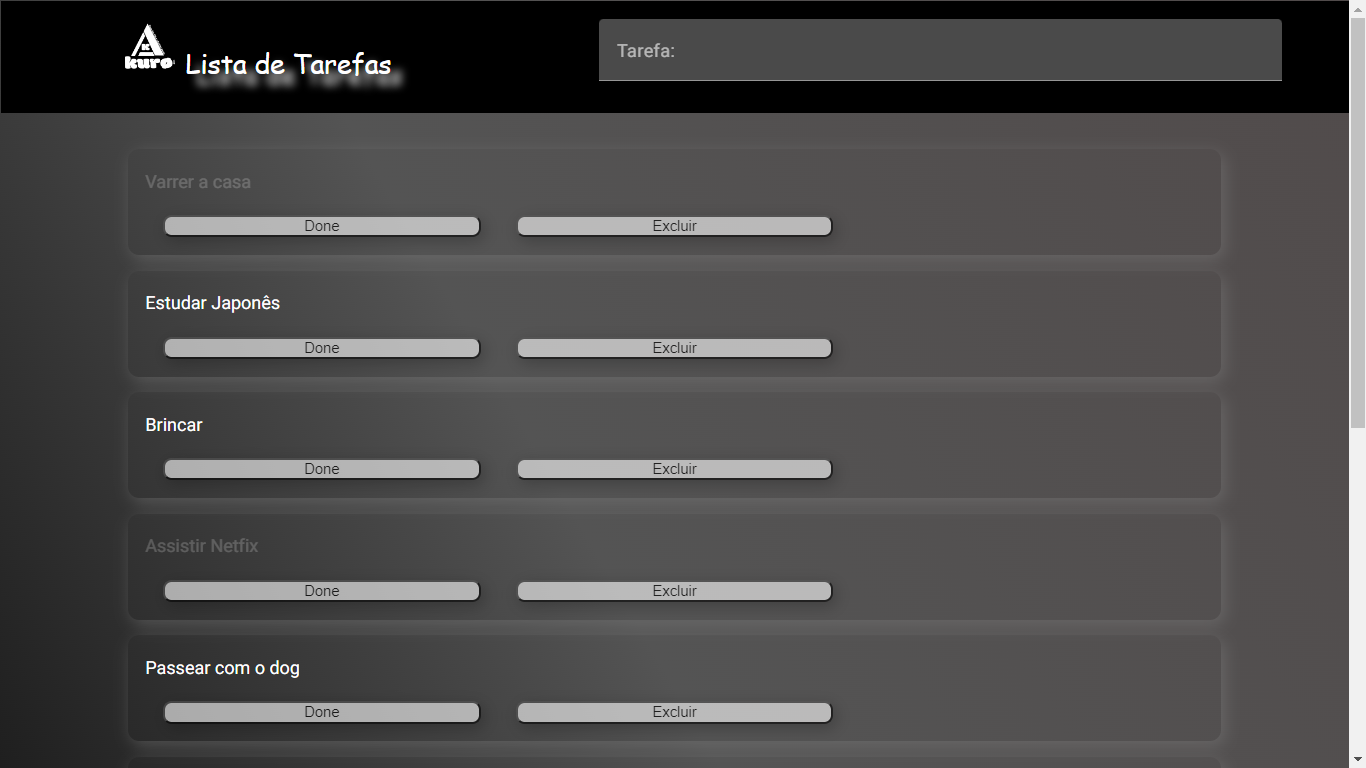 K
kuro
Lista de Tarefas
Tarefa:
Varrer a casa
Done
Excluir
Estudar Japonês
Done
Excluir
Brincar
Done
Excluir
Assistir Netfix
Done
Excluir
Passear com o dog
Done
Excluir